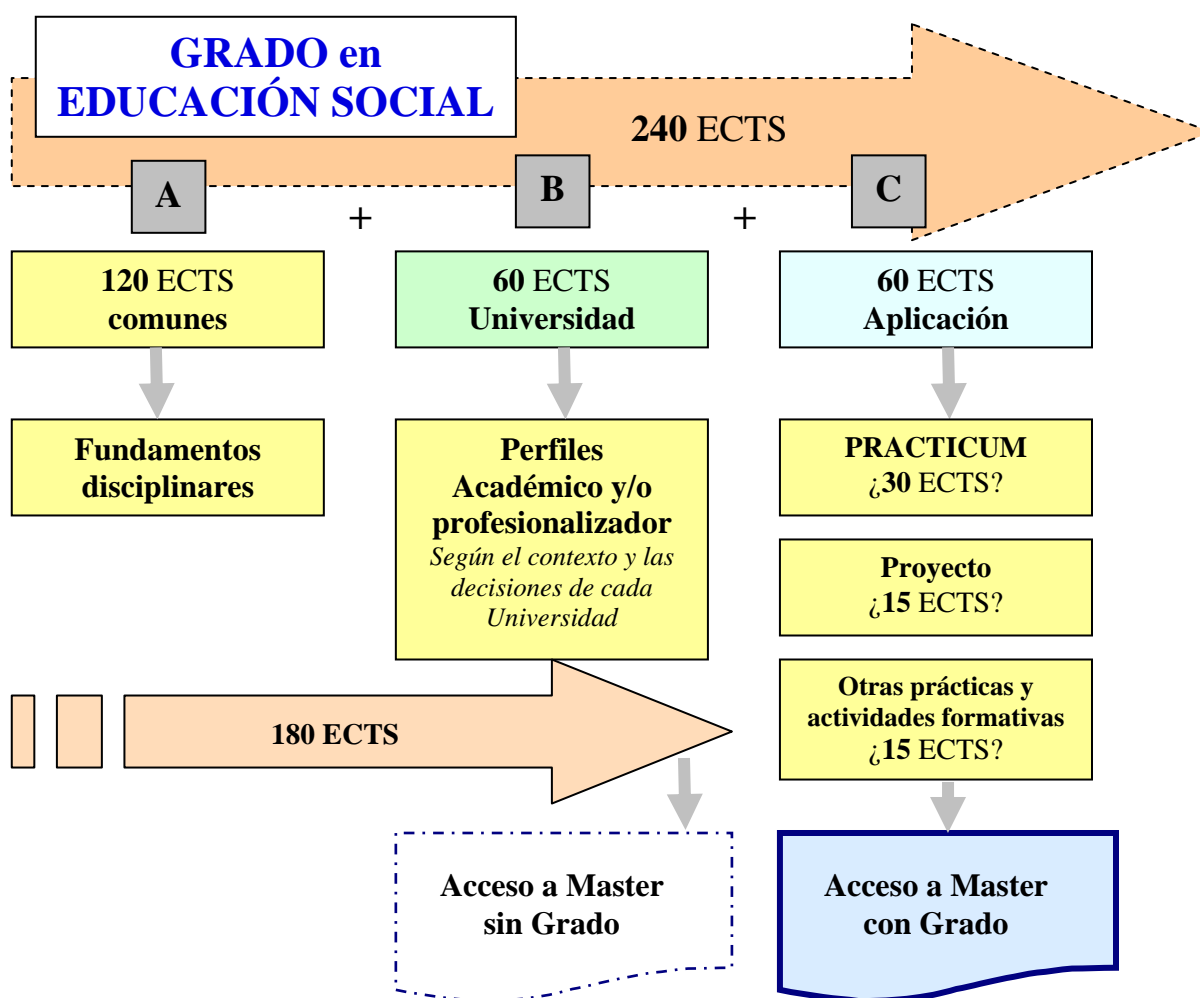 GRADO en
EDUCACIÓN SOCIAL
240 ECTS
A
+
B
+
C
120 ECTS
comunes
60 ECTS
Universidad
60 ECTS
Aplicación
Fundamentos
disciplinares
Perfiles
Académico y/o
profesionalizador
Según el contexto y las
decisiones de cada
Universidad
PRACTICUM
¿30 ECTS?
Proyecto
¿15 ECTS?
Otras prácticas y
actividades formativas
¿15 ECTS?
180 ECTS
Acceso a Master
sin Grado
Acceso a Master
con Grado